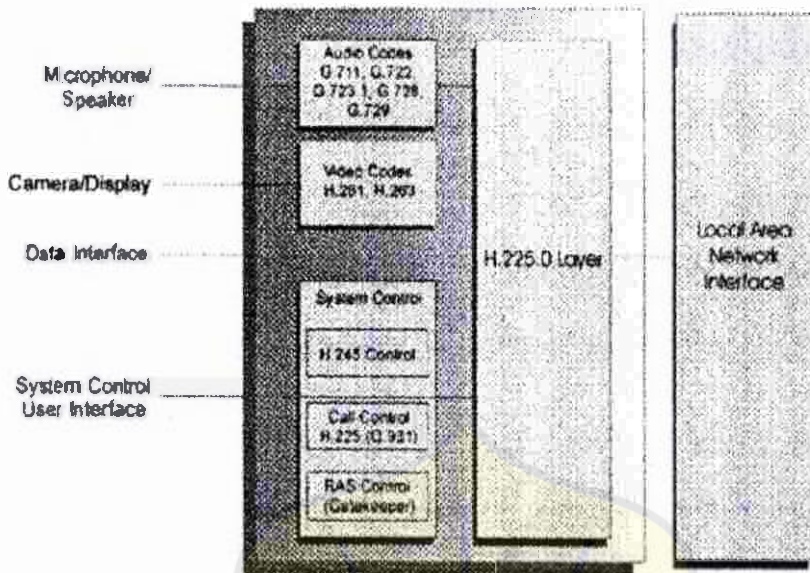 Microphone/
Speaker
Camera/Display
Data Interface
System Control
User Interface
Audio Codes
G.711, G.722,
G.723.1, G.728,
G.729
Video Codes
H.261, H.263
System Control
H.245 Control
Call Control
H.225 (Q.931)
RAS Control
(Gatekeeper)
H.225.0 Layer
Local Area
Network
Interface